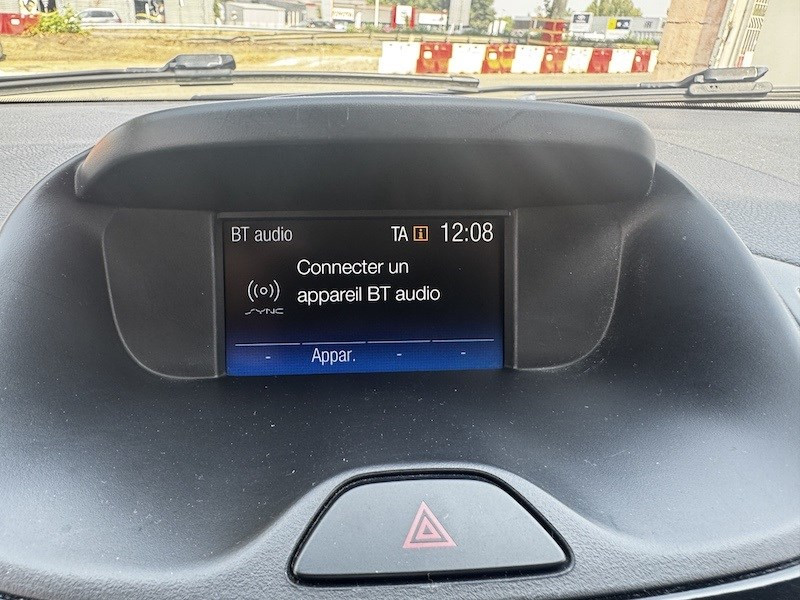 BT audio TA i 12:08
Connecter un
appareil BT audio
SYNC
- Appar. - -